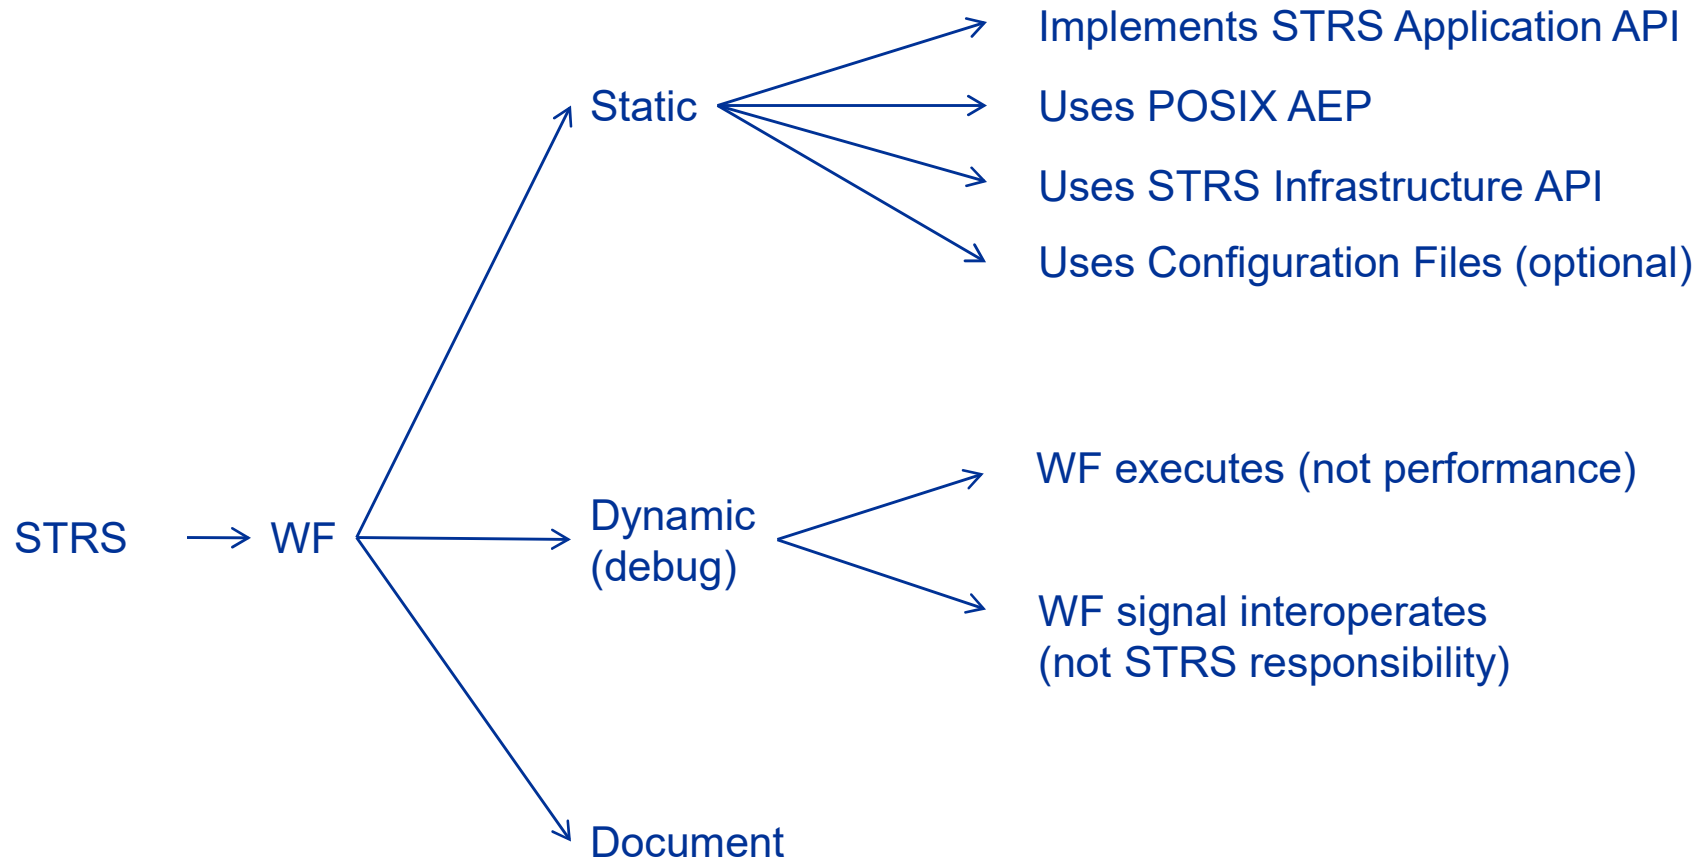 Implements STRS Application API
Static
Uses POSIX AEP
Uses STRS Infrastructure API
Uses Configuration Files (optional)
STRS
WF
Dynamic
(debug)
WF executes (not performance)
WF signal interoperates
(not STRS responsibility)
Document